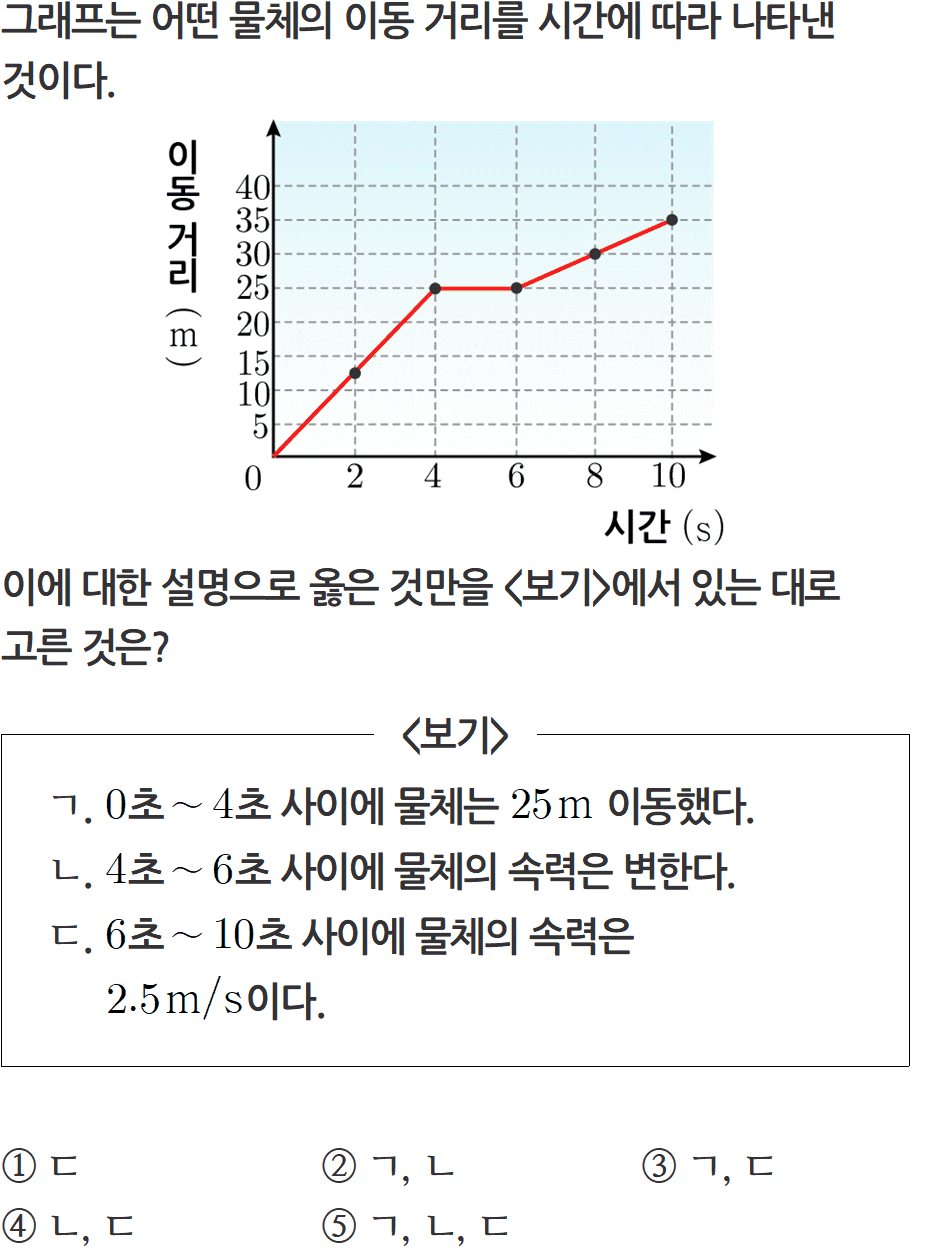 그래프는 어떤 물체의 이동 거리를 시간에 따라 나타낸
것이다.
이동 거리 (m)
40
35
30
25
20
15
10
5
0 2 4 6 8 10
시간 (s)
이에 대한 설명으로 옳은 것만을 <보기>에서 있는 대로
고른 것은?
<보기>
ㄱ. 0초 ~ 4초 사이에 물체는 25 m 이동했다.
ㄴ. 4초 ~ 6초 사이에 물체의 속력은 변한다.
ㄷ. 6초 ~ 10초 사이에 물체의 속력은
2.5 m/s이다.
① ㄷ ② ㄱ, ㄴ ③ ㄱ, ㄷ
④ ㄴ, ㄷ ⑤ ㄱ, ㄴ, ㄷ